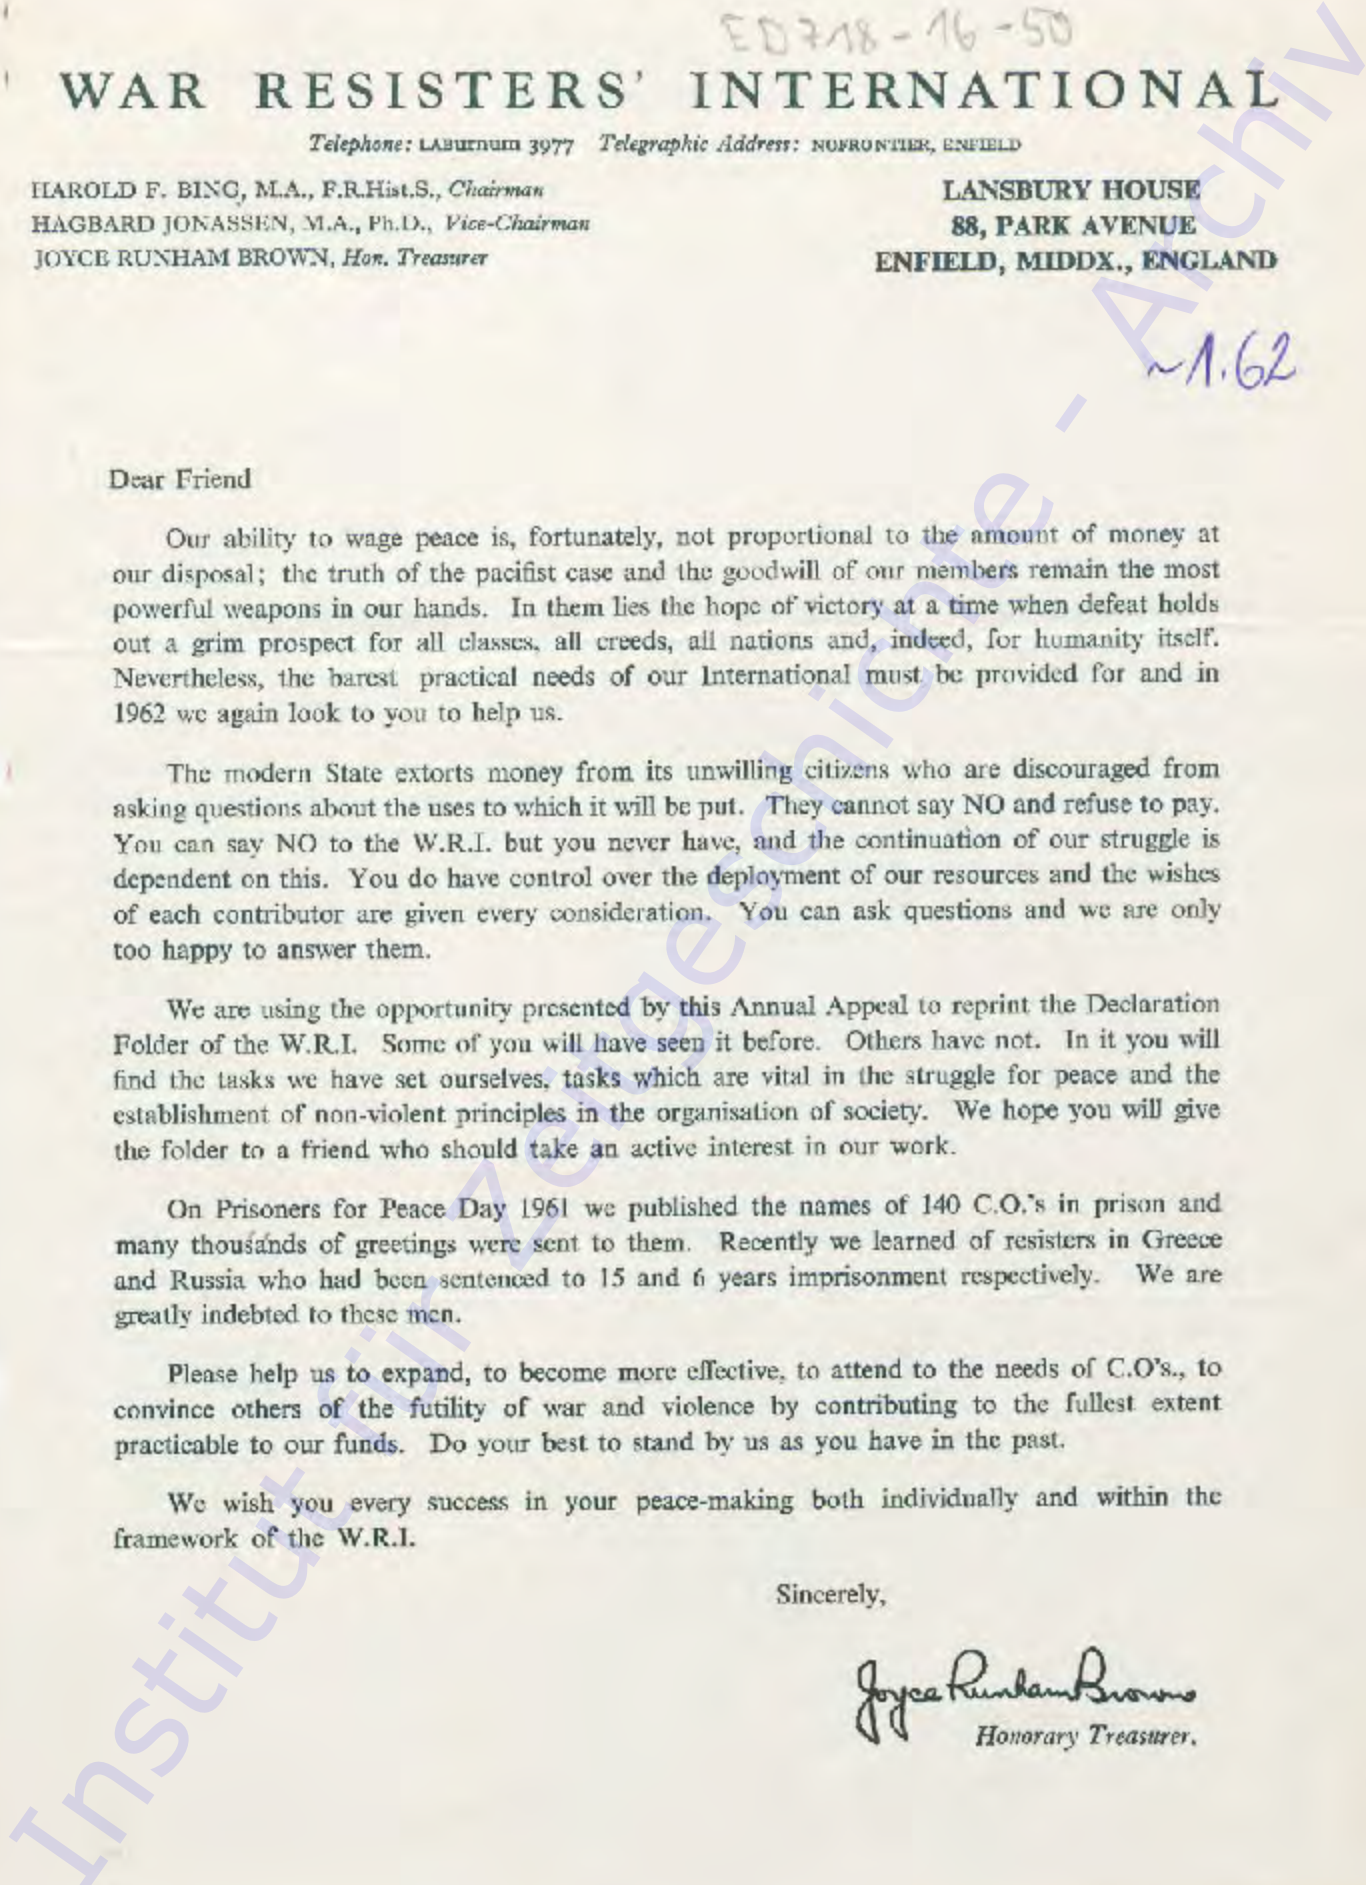 ED718-16-50
WAR RESISTERS' INTERNATIONAL
Telephone: LABurnum 3977 Telegraphic Address: NOFRONTIER, ENFIELD
HAROLD F. BING, M.A., F.R.Hist.S., Chairman
HAGBARD JONASSEN, M.A., Ph.D., Vice-Chairman
JOYCE RUNHAM BROWN, Hon. Treasurer
LANSBURY HOUSE
88, PARK AVENUE
ENFIELD, MIDDX., ENGLAND
~1.62
Dear Friend
Our ability to wage peace is, fortunately, not proportional to the amount of money at
our disposal; the truth of the pacifist case and the goodwill of our members remain the most
powerful weapons in our hands. In them lies the hope of victory at a time when defeat holds
out a grim prospect for all classes, all creeds, all nations and, indeed, for humanity itself.
Nevertheless, the barest practical needs of our International must be provided for and in
1962 we again look to you to help us.
The modern State extorts money from its unwilling citizens who are discouraged from
asking questions about the uses to which it will be put. They cannot say NO and refuse to pay.
You can say NO to the W.R.I. but you never have, and the continuation of our struggle is
dependent on this. You do have control over the deployment of our resources and the wishes
of each contributor are given every consideration. You can ask questions and we are only
too happy to answer them.
We are using the opportunity presented by this Annual Appeal to reprint the Declaration
Folder of the W.R.I. Some of you will have seen it before. Others have not. In it you will
find the tasks we have set ourselves, tasks which are vital in the struggle for peace and the
establishment of non-violent principles in the organisation of society. We hope you will give
the folder to a friend who should take an active interest in our work.
On Prisoners for Peace Day 1961 we published the names of 140 C.O.'s in prison and
many thousands of greetings were sent to them. Recently we learned of resisters in Greece
and Russia who had been sentenced to 15 and 6 years imprisonment respectively. We are
greatly indebted to these men.
Please help us to expand, to become more effective, to attend to the needs of C.O's., to
convince others of the futility of war and violence by contributing to the fullest extent
practicable to our funds. Do your best to stand by us as you have in the past.
We wish you every success in your peace-making both individually and within the
framework of the W.R.I.
Sincerely,
Joyce Runham Brown
Honorary Treasurer.
Institut für Zeitgeschichte - Archiv